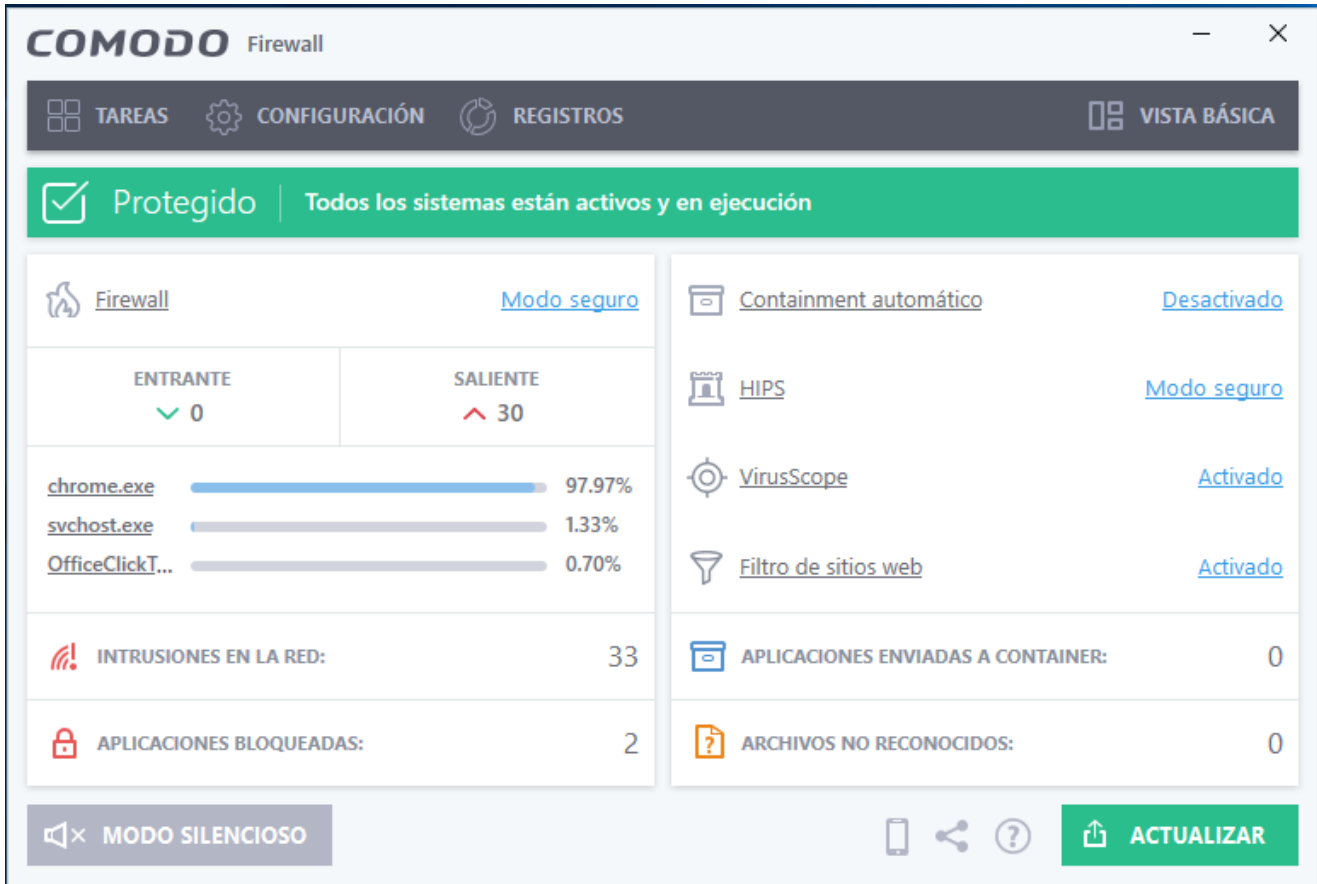 COMODO Firewall
TAREAS CONFIGURACIÓN REGISTROS VISTA BÁSICA
Protegido Todos los sistemas están activos y en ejecución
Firewall Modo seguro
ENTRANTE SALIENTE
0 30
chrome.exe 97.97%
svchost.exe 1.33%
OfficeClickT... 0.70%
INTRUSIONES EN LA RED: 33
APLICACIONES BLOQUEADAS: 2
Containment automático Desactivado
HIPS Modo seguro
VirusScope Activado
Filtro de sitios web Activado
APLICACIONES ENVIADAS A CONTAINER: 0
ARCHIVOS NO RECONOCIDOS: 0
MODO SILENCIOSO ACTUALIZAR